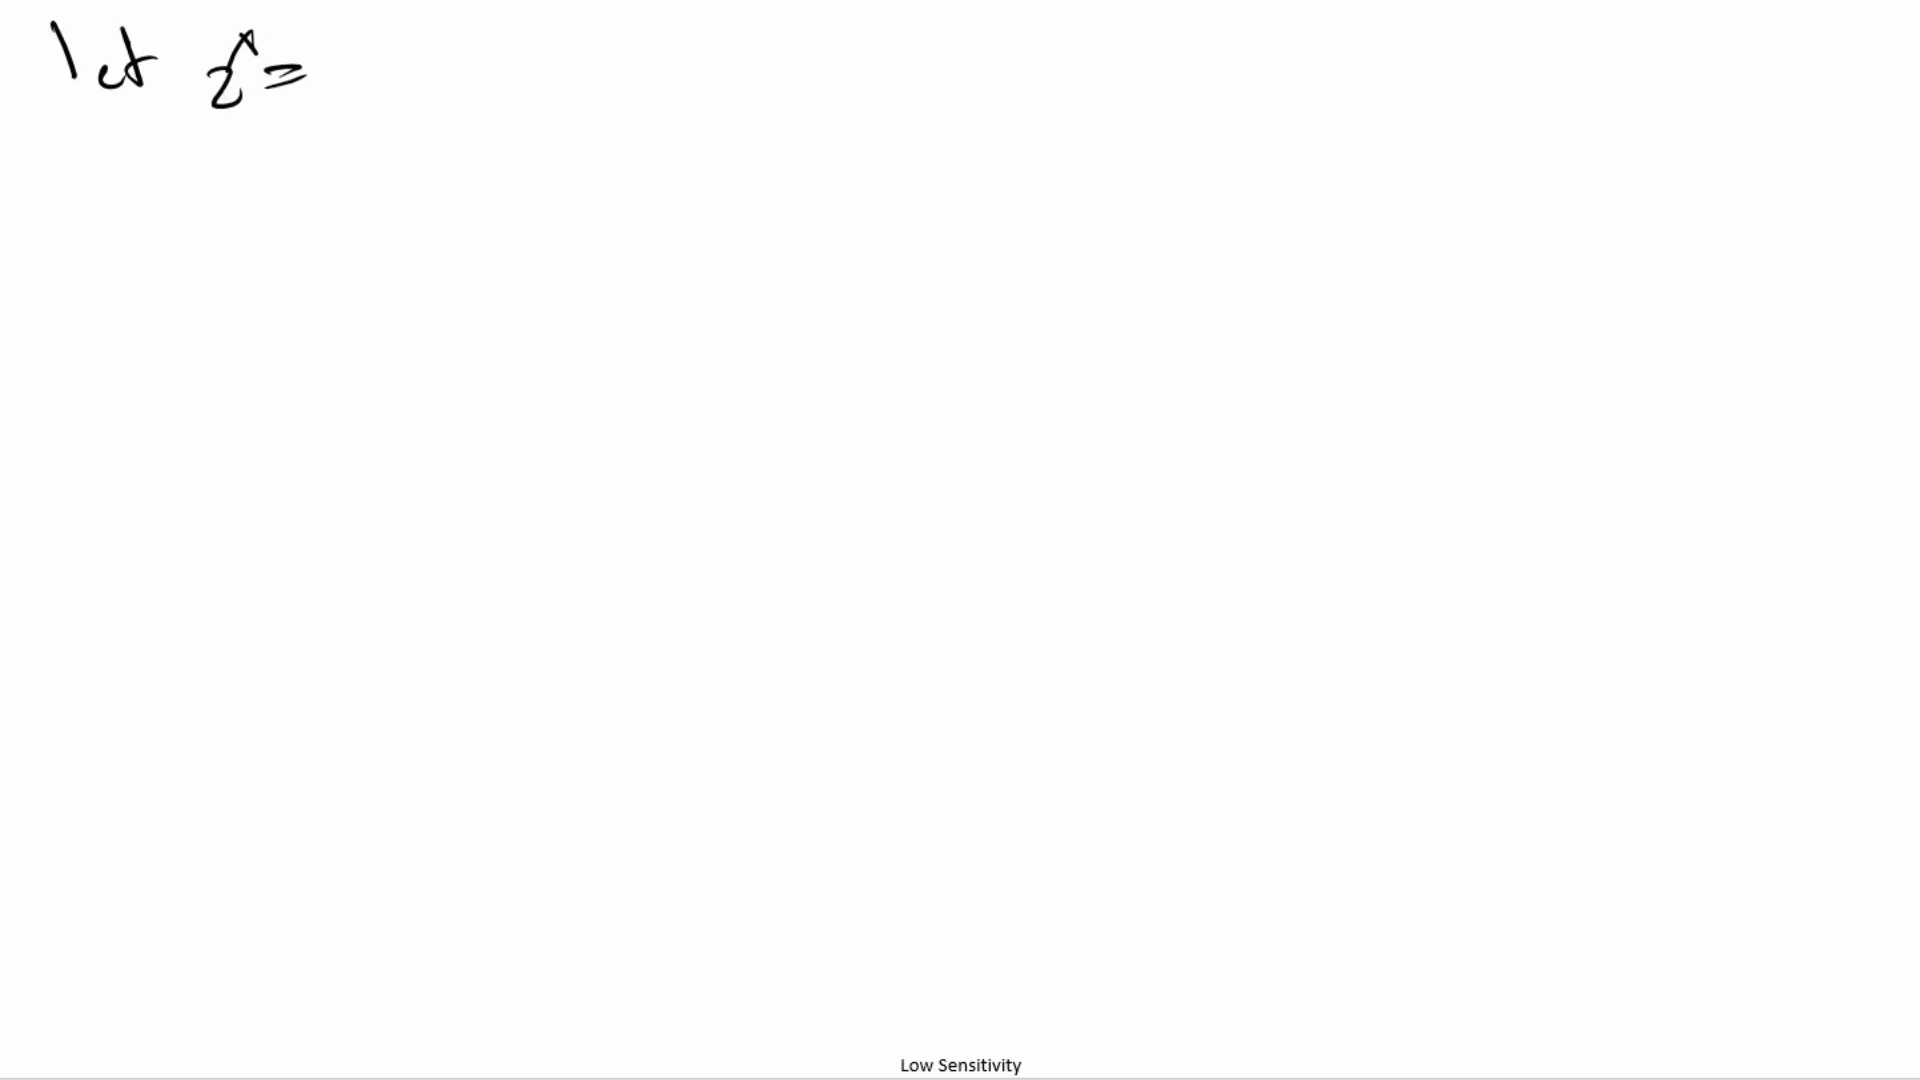 let ẑ =
Low Sensitivity